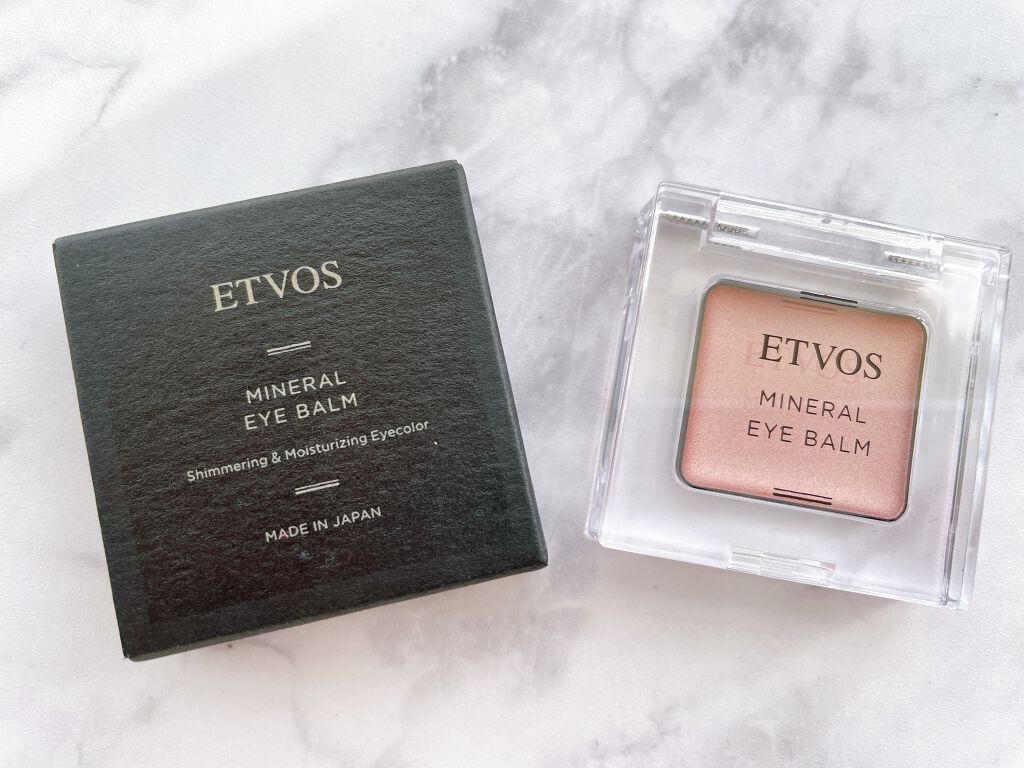 ETVOS
MINERAL
EYE BALM
Shimmering & Moisturizing Eyecolor
MADE IN JAPAN
ETVOS
MINERAL
EYE BALM